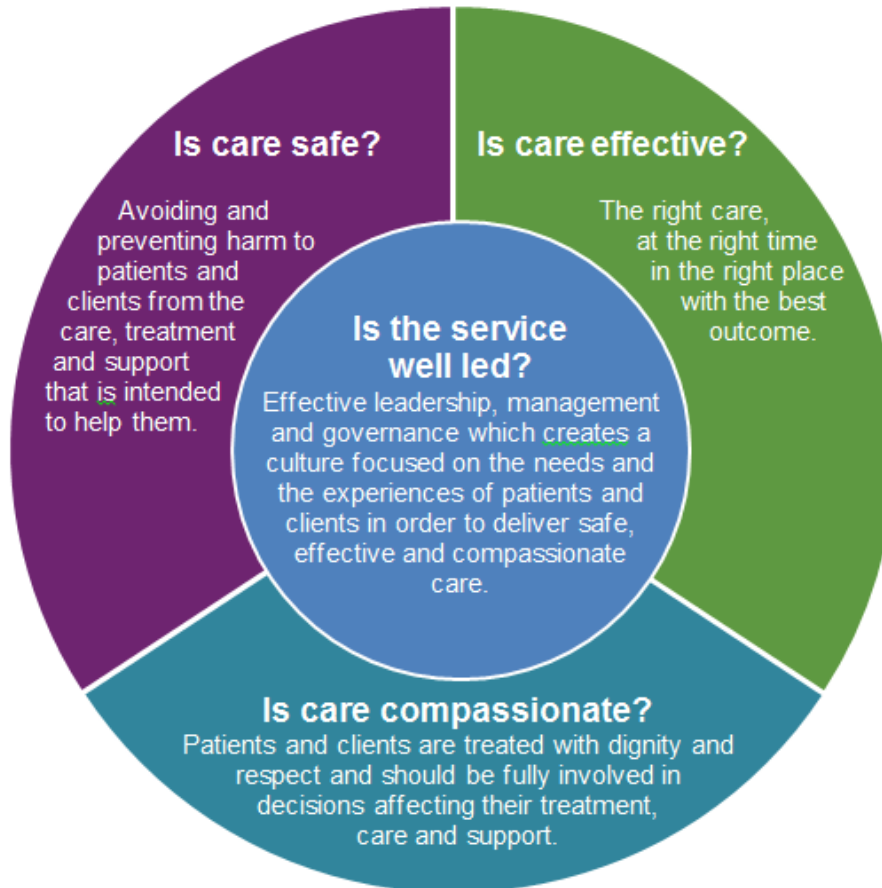 Is care safe?
Avoiding and
preventing harm to
patients and
clients from the
care, treatment
and support
that is intended
to help them.
Is care effective?
The right care,
at the right time
in the right place
with the best
outcome.
Is the service
well led?
Effective leadership, management
and governance which creates a
culture focused on the needs and
the experiences of patients and
clients in order to deliver safe,
effective and compassionate
care.
Is care compassionate?
Patients and clients are treated with dignity and
respect and should be fully involved in
decisions affecting their treatment,
care and support.